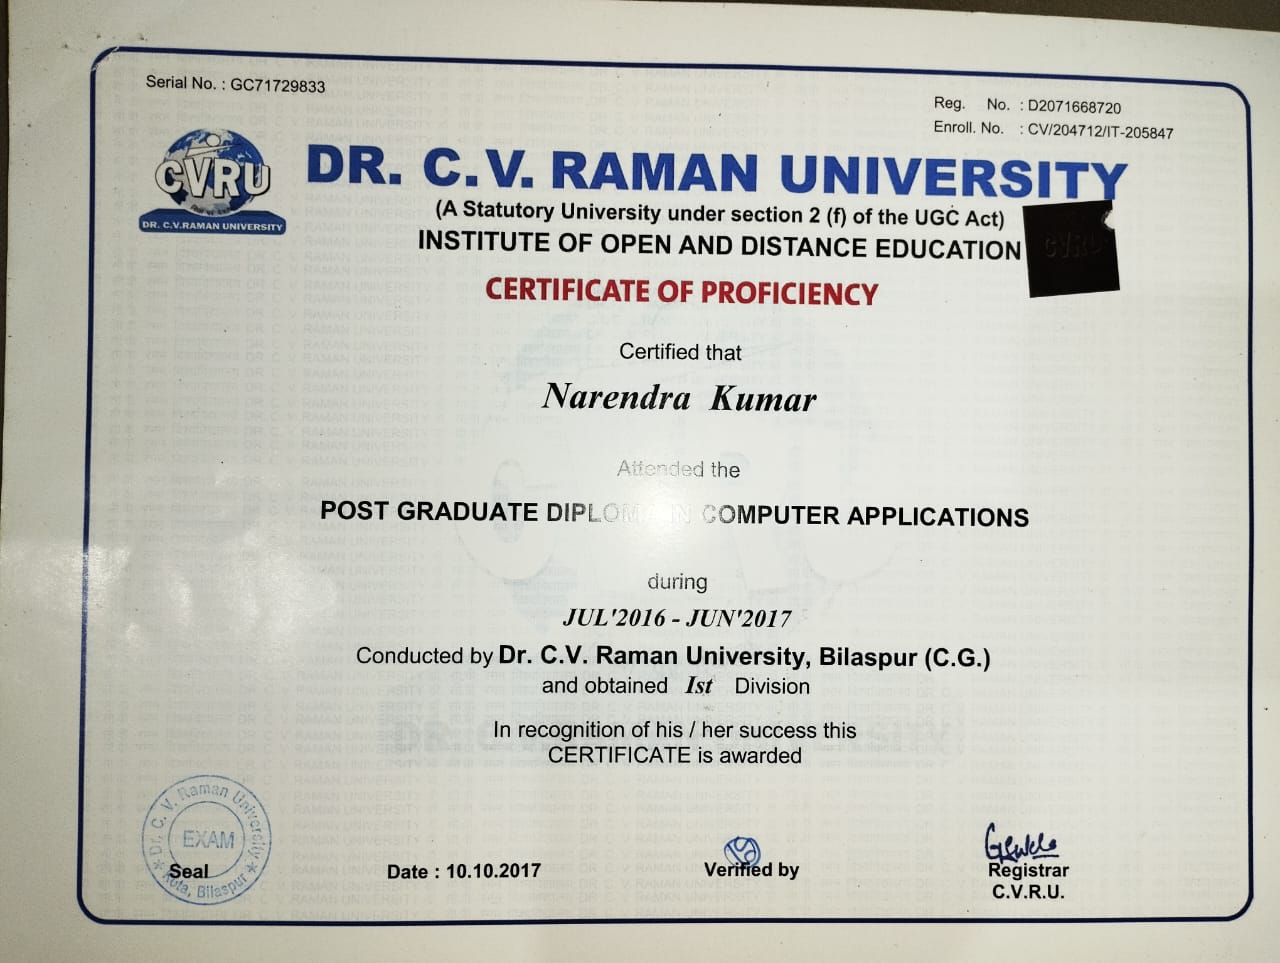 Serial No. : GC71729833
Reg. No. : D2071668720
Enroll. No. : CV/204712/IT-205847
CVRU
DR. C.V.RAMAN UNIVERSITY
DR. C.V. RAMAN UNIVERSITY
(A Statutory University under section 2 (f) of the UGC Act)
INSTITUTE OF OPEN AND DISTANCE EDUCATION
CVRU
CERTIFICATE OF PROFICIENCY
Certified that
Narendra Kumar
Attended the
POST GRADUATE DIPLOMA IN COMPUTER APPLICATIONS
during
JUL'2016 - JUN'2017
Conducted by Dr. C.V. Raman University, Bilaspur (C.G.)
and obtained Ist Division
In recognition of his / her success this
CERTIFICATE is awarded
Dr. C. V. Raman University
EXAM
Kota, Bilaspur
Seal
Date : 10.10.2017
Verified by
Registrar
C.V.R.U.